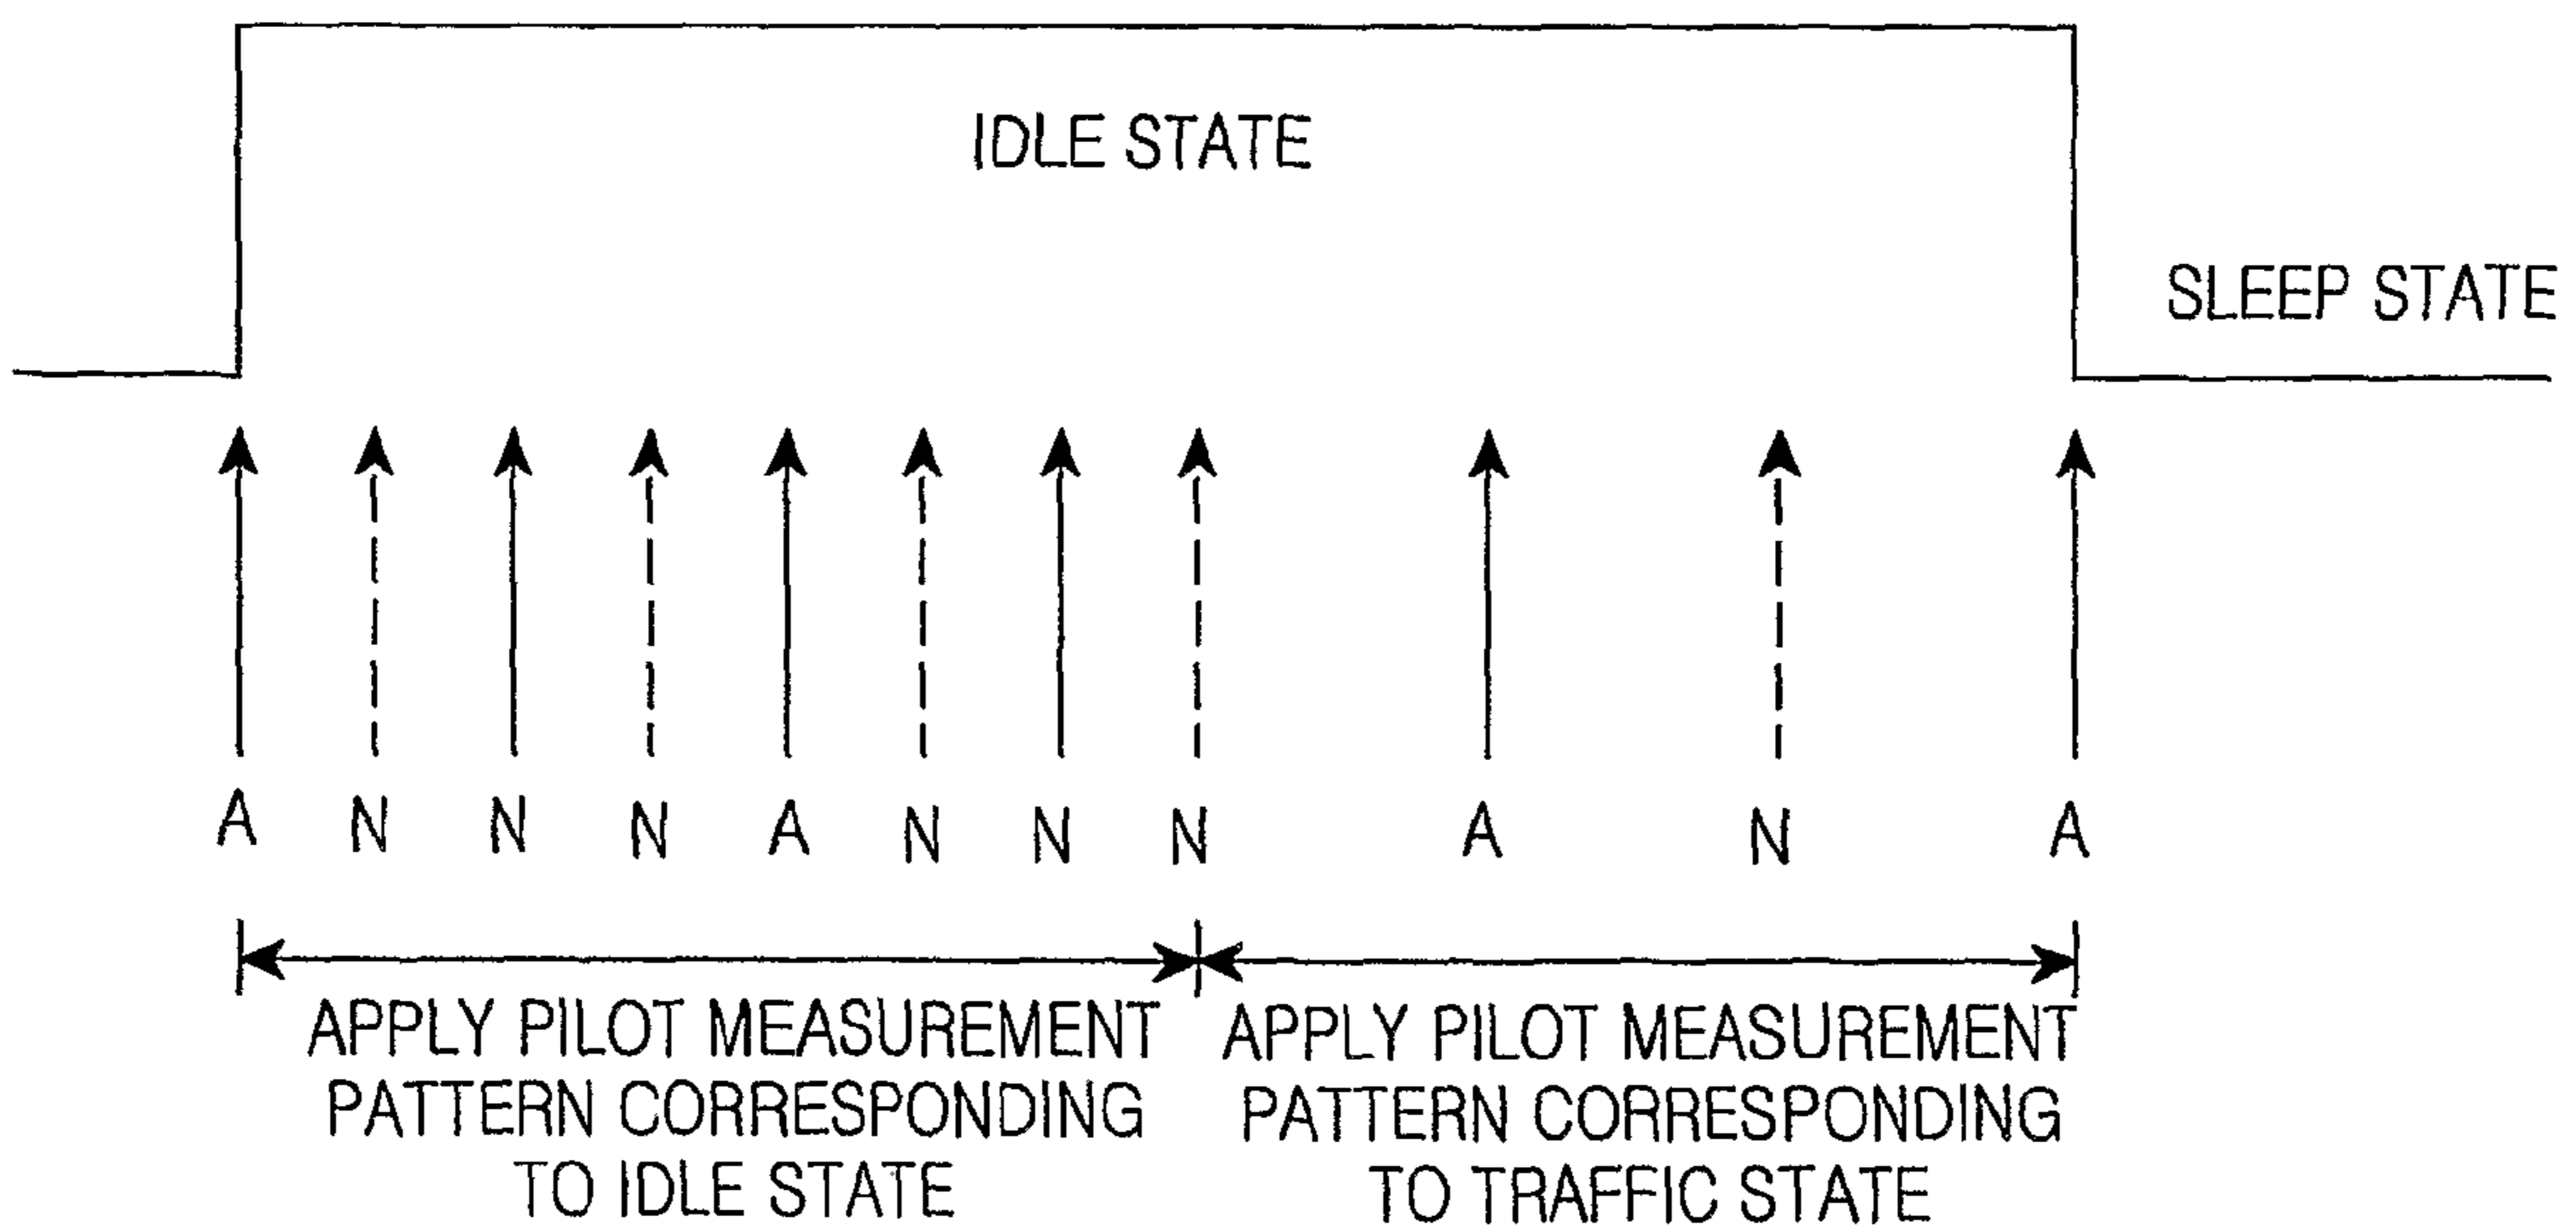 IDLE STATE
SLEEP STATE
A N N N A N N N A N A
APPLY PILOT MEASUREMENT
PATTERN CORRESPONDING
TO IDLE STATE
APPLY PILOT MEASUREMENT
PATTERN CORRESPONDING
TO TRAFFIC STATE